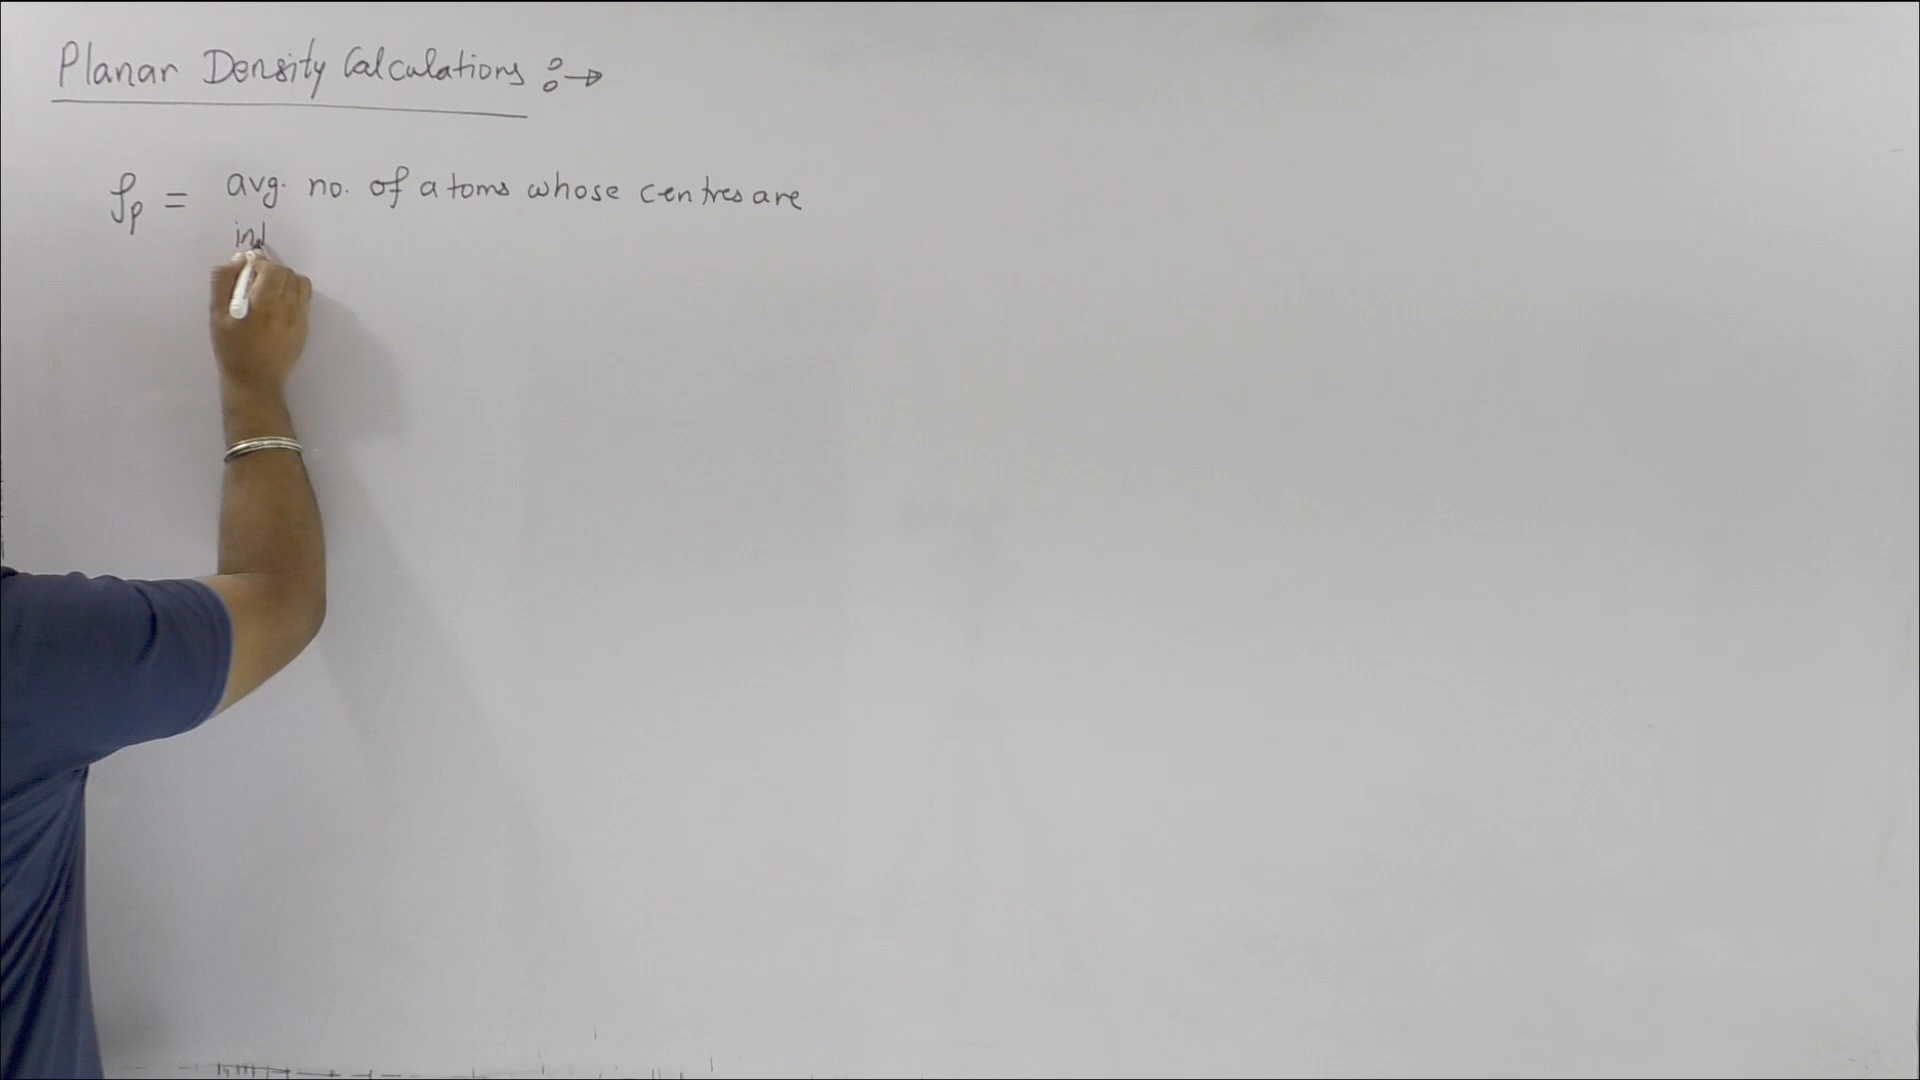 Planar Density Calculations :→
ρp = avg. no. of atoms whose centres are